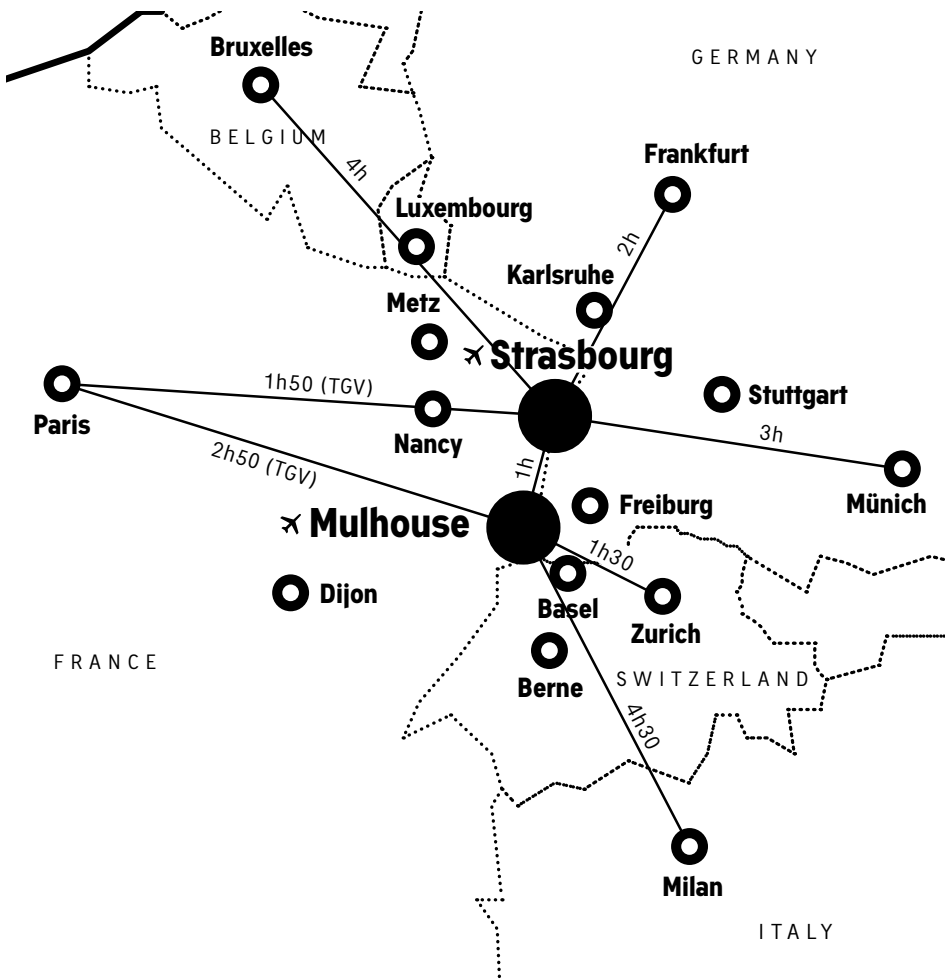 Bruxelles
GERMANY
BELGIUM
Frankfurt
4h
Luxembourg
2h
Karlsruhe
Metz
Strasbourg
1h50 (TGV)
Stuttgart
Paris
Nancy
3h
2h50 (TGV)
1h
Münich
Freiburg
Mulhouse
1h30
Dijon
Basel
Zurich
FRANCE
SWITZERLAND
Berne
4h30
Milan
ITALY